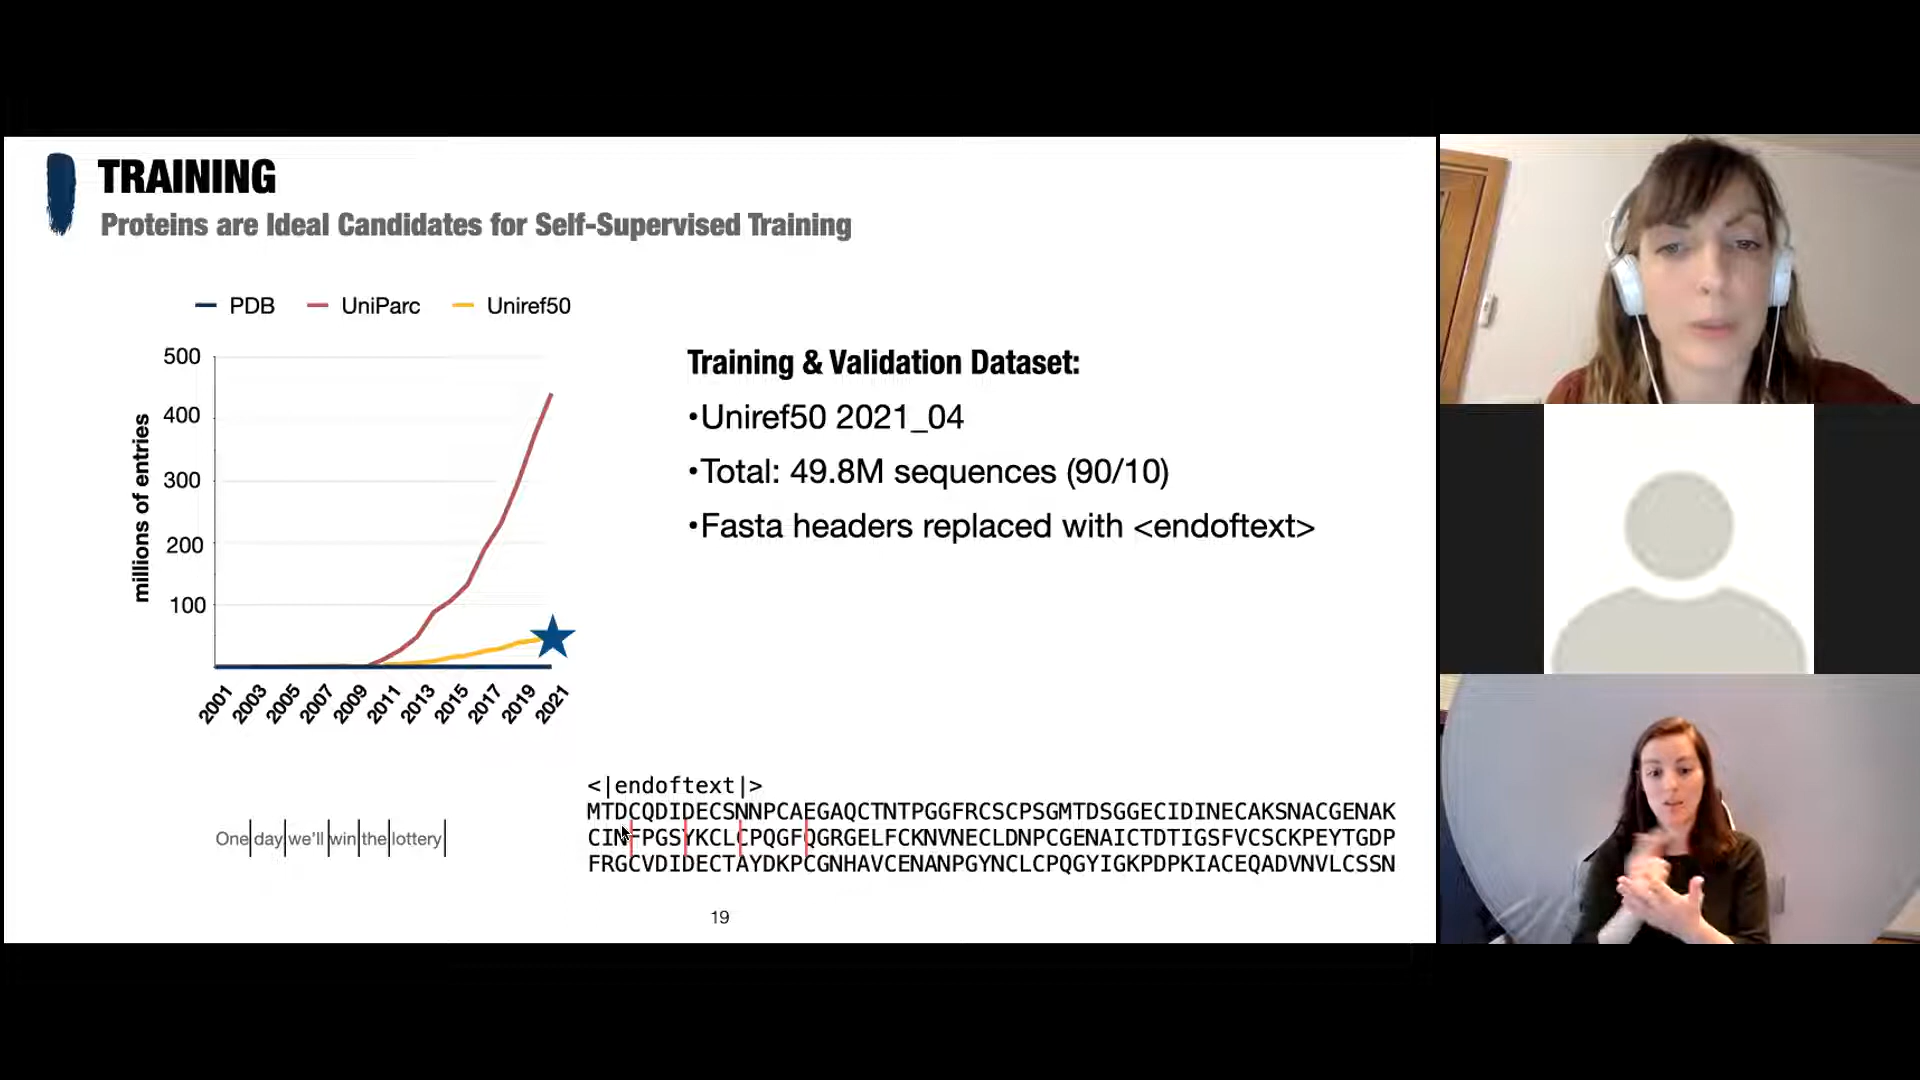 TRAINING
Proteins are Ideal Candidates for Self-Supervised Training
PDB UniParc Uniref50
500
400
300
200
100
millions of entries
2001 2003 2005 2007 2009 2011 2013 2015 2017 2019 2021
Training & Validation Dataset:
•Uniref50 2021_04
•Total: 49.8M sequences (90/10)
•Fasta headers replaced with <endoftext>
One|day|we'll|win|the|lottery|
<|endoftext|>
MTDCQDIDECSNNPCAEGAQCTNTPGGFRCSCPSGMTDSGGECIDINECAKSNACGENAK
CINFPGSYKCLCPQGFQGRGELFCKNVNECLDNPCGENAICTDTIGSFVCSCKPEYTGDP
FRGCVDIDECTAYDKPCGNHAVCENANPGYNCLCPQGYIGKPDPKIACEQADVNVLCSSN
19